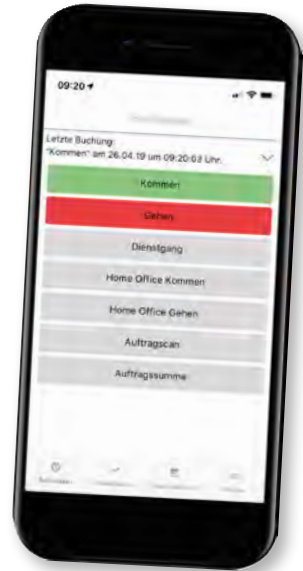 09:20
Letzte Buchung:
"Kommen" am 26.04.19 um 09:20:03 Uhr.
Kommen
Gehen
Dienstgang
Home Office Kommen
Home Office Gehen
Auftragscan
Auftragssumme